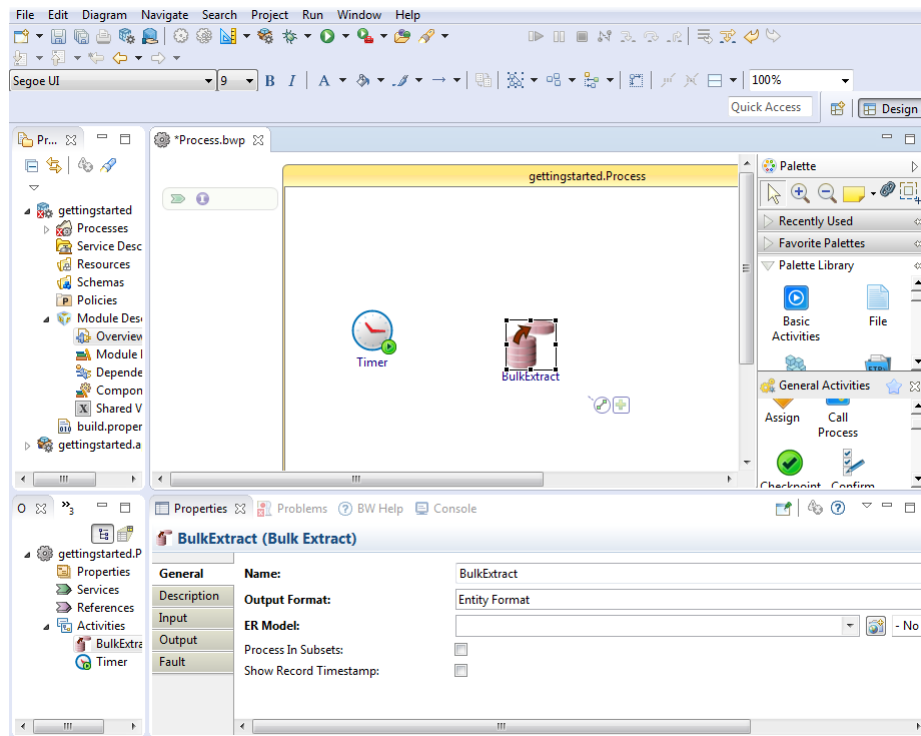 File Edit Diagram Navigate Search Project Run Window Help
Segoe UI 9 B I A 100%
Quick Access Design
Pr...
*Process.bwp
gettingstarted
Processes
Service Desc
Resources
Schemas
Policies
Module Des
Overview
Module
Depende
Compon
Shared V
build.proper
gettingstarted.a
gettingstarted.Process
Timer
BulkExtract
Palette
Recently Used
Favorite Palettes
Palette Library
Basic
Activities
File
General Activities
Assign
Call
Process
Checkpoint Confirm
O
gettingstarted.P
Properties
Services
References
Activities
BulkExtra
Timer
Properties Problems BW Help Console
BulkExtract (Bulk Extract)
General
Description
Input
Output
Fault
Name: BulkExtract
Output Format: Entity Format
ER Model: - No
Process In Subsets:
Show Record Timestamp: